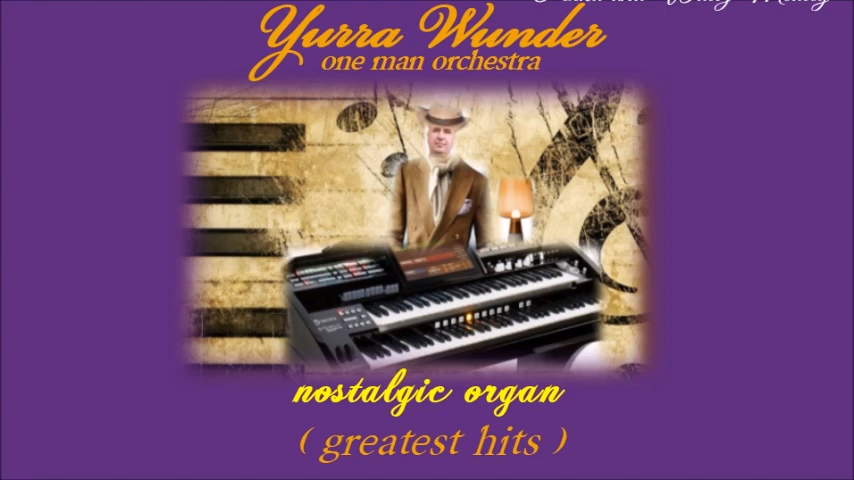 Yurra Wunder
one man orchestra
nostalgic organ
( greatest hits )